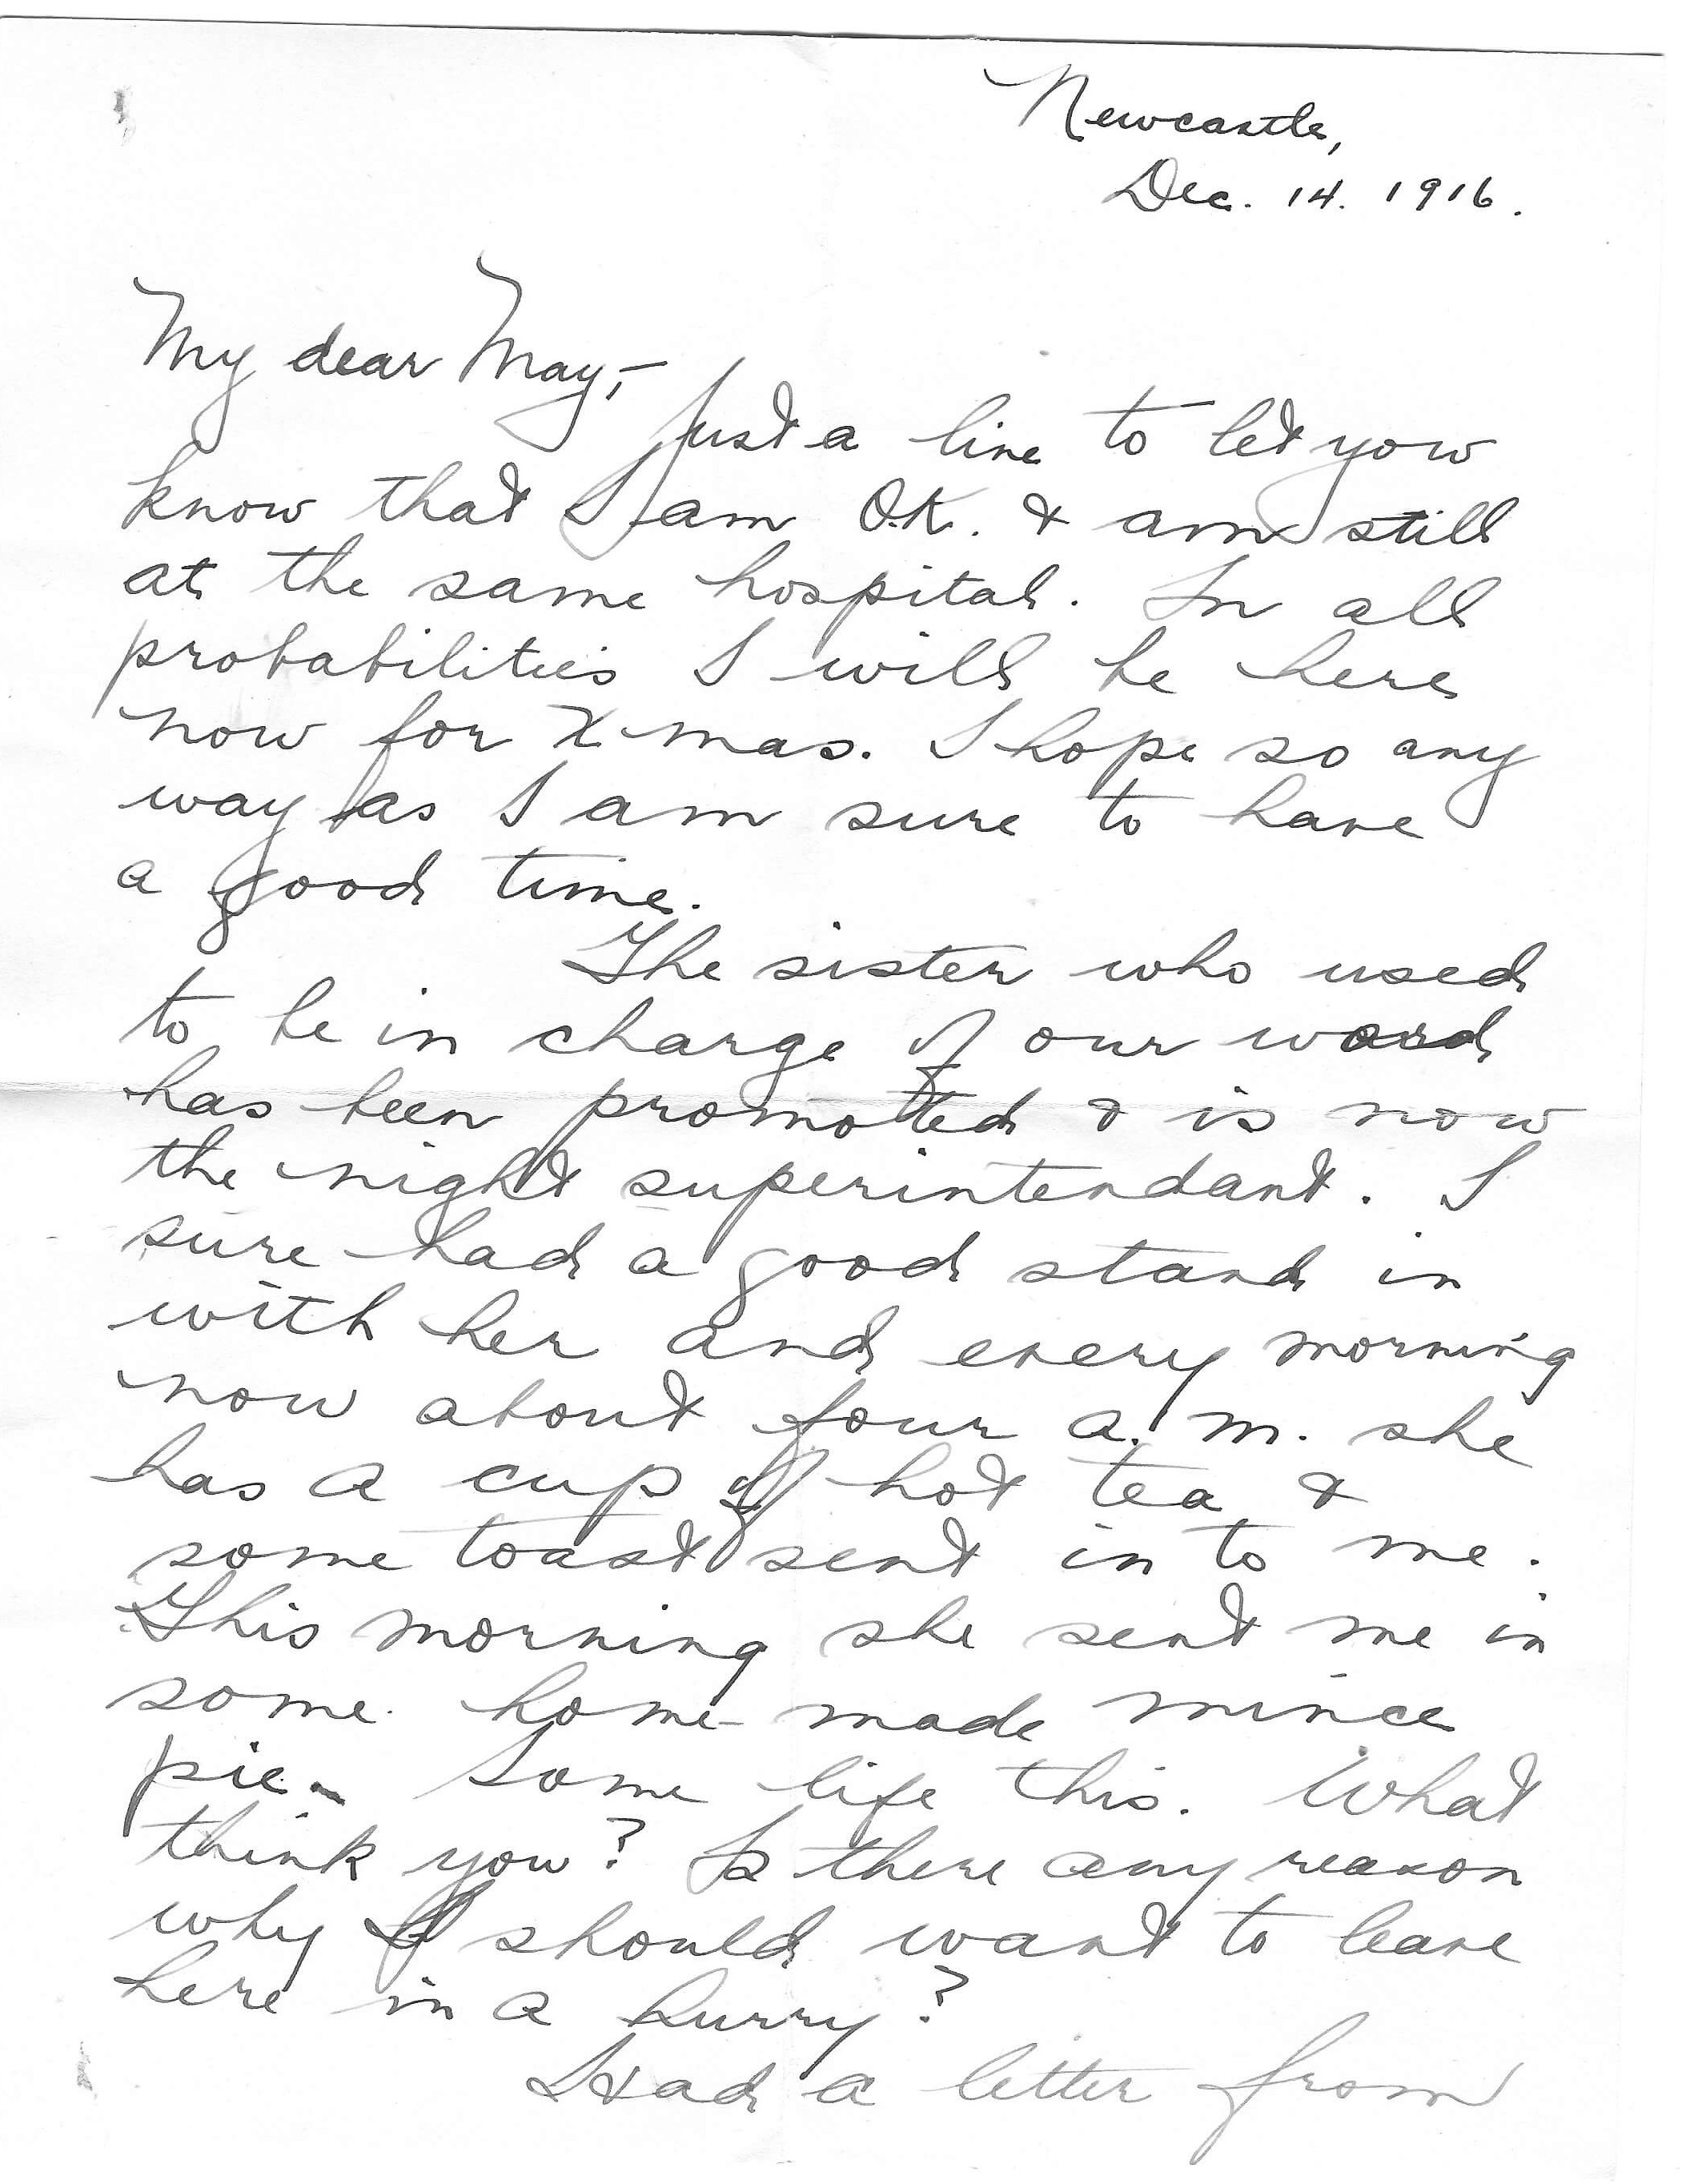 Newcastle,
Dec. 14. 1916.
My dear May,-
Just a line to let you
know that I am O.K. & am still
at the same hospital. In all
probabilities I will be here
now for X mas. I hope so any
way as I am sure to have
a good time.
The sister who used
to be in charge of our ward
has been promoted & is now
the night superintendant. I
sure had a good stand in
with her and every morning
now about four a.m. she
has a cup of hot tea &
some toast sent in to me.
This morning she sent me in
some home-made mince
pie. Some life this. What
think you? Is there any reason
why I should want to leave
here in a hurry?
Had a letter from